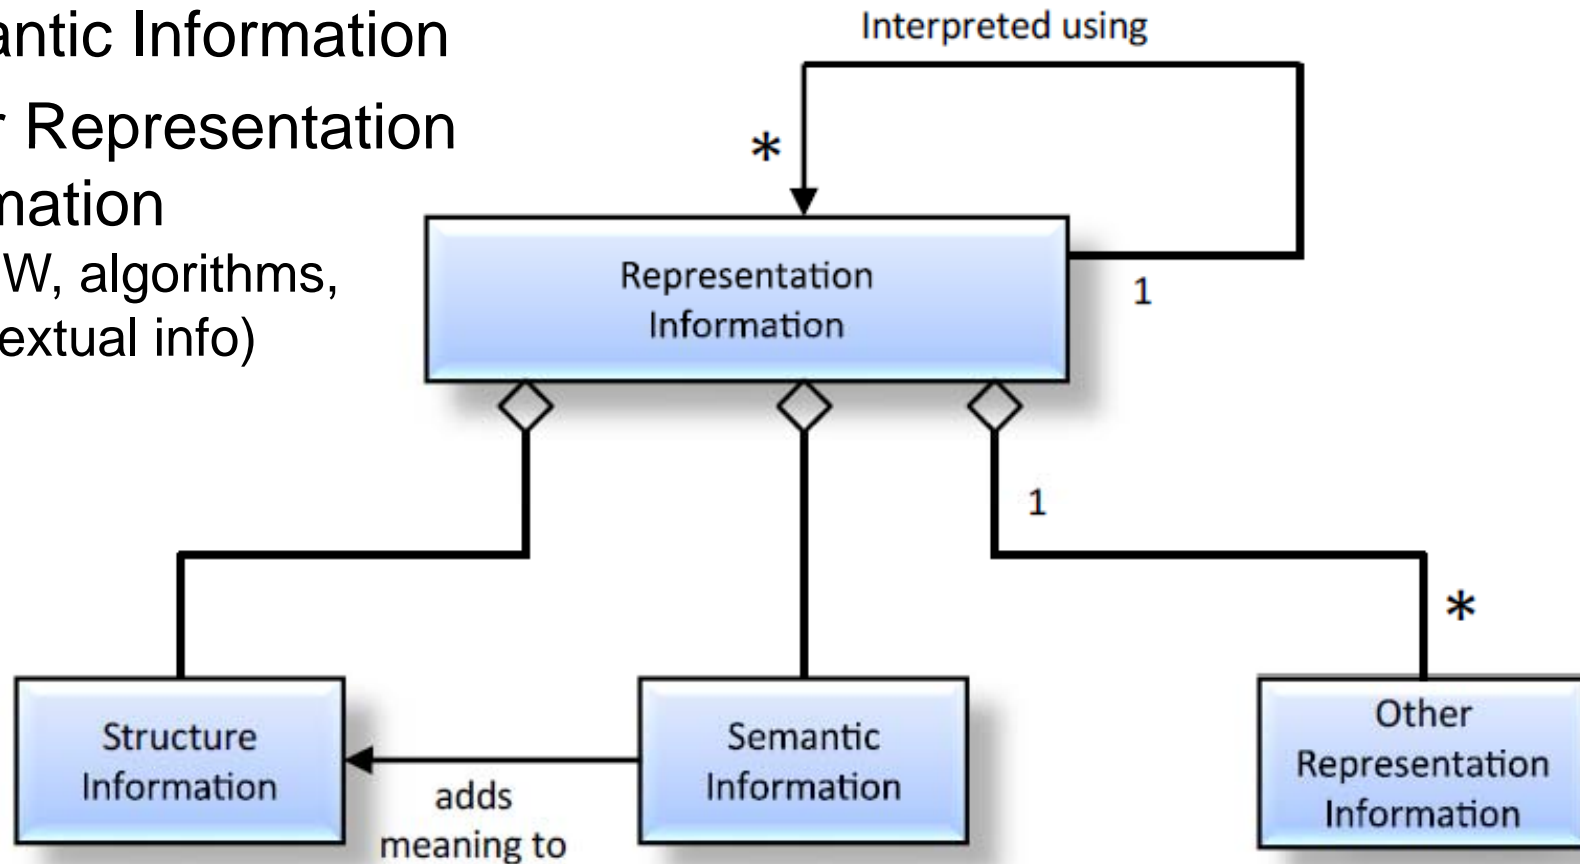 antic Information
r Representation
mation
W, algorithms,
extual info)
Interpreted using
*
Representation
Information
1
1
*
Structure
Information
adds
meaning to
Semantic
Information
Other
Representation
Information